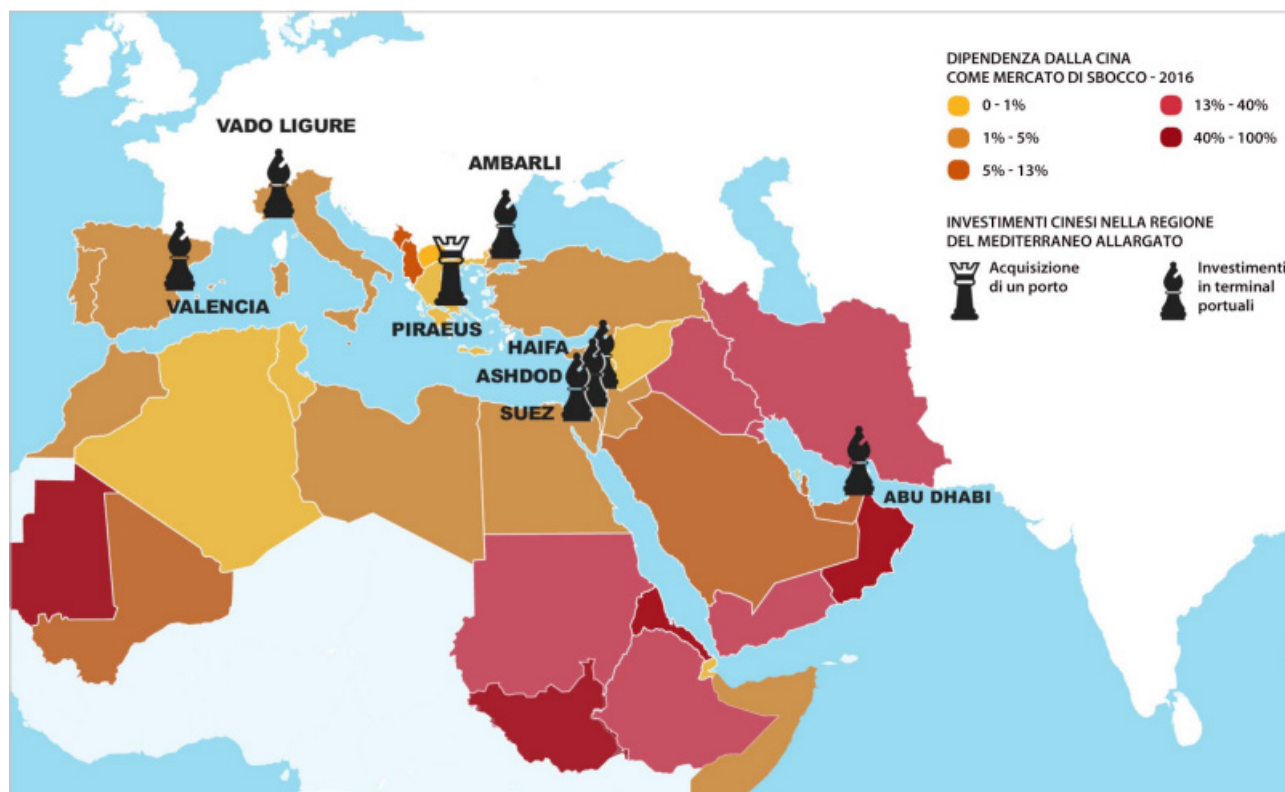 DIPENDENZA DALLA CINA
COME MERCATO DI SBOCCO - 2016
0 - 1%
13% - 40%
1% - 5%
40% - 100%
5% - 13%
INVESTIMENTI CINESI NELLA REGIONE
DEL MEDITERRANEO ALLARGATO
Acquisizione
di un porto
Investimenti
in terminal
portuali
VADO LIGURE
AMBARLI
VALENCIA
PIRAEUS
HAIFA
ASHDOD
SUEZ
ABU DHABI